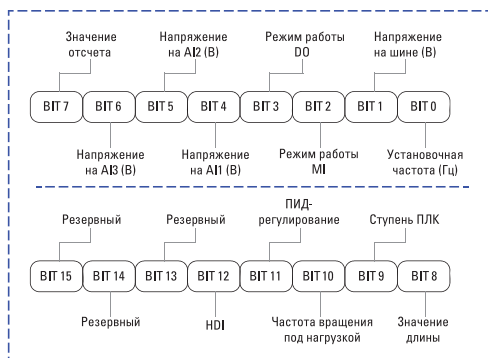 Значение
отсчета
Напряжение
на AI2 (В)
Режим работы
DO
Напряжение
на шине (В)
BIT 7 BIT 6 BIT 5 BIT 4 BIT 3 BIT 2 BIT 1 BIT 0
Напряжение
на AI3 (В)
Напряжение
на AI1 (В)
Режим работы
MI
Установочная
частота (Гц)
Резервный
Резервный
ПИД-
регулирование
Ступень ПЛК
BIT 15 BIT 14 BIT 13 BIT 12 BIT 11 BIT 10 BIT 9 BIT 8
Резервный
HDI
Частота вращения
под нагрузкой
Значение
длины